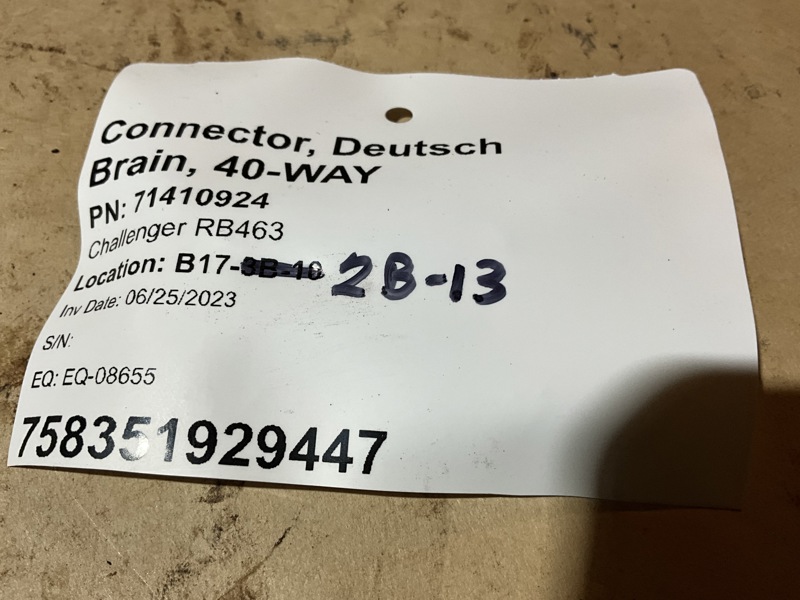 Connector, Deutsch
Brain, 40-WAY
PN: 71410924
Challenger RB463
Location: B17-3B-10 2B-13
Inv Date: 06/25/2023
S/N:
EQ: EQ-08655
758351929447